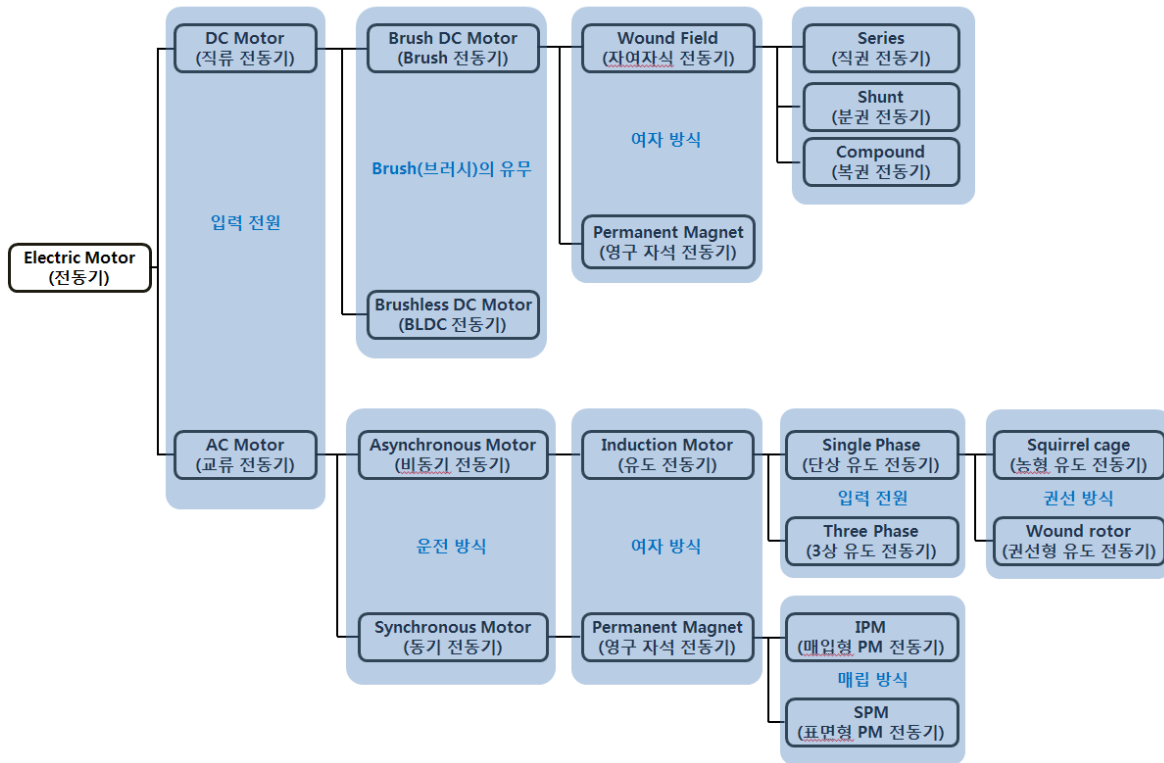 DC Motor
(직류 전동기)
Brush DC Motor
(Brush 전동기)
Wound Field
(자여자식 전동기)
Series
(직권 전동기)
Shunt
(분권 전동기)
Compound
(복권 전동기)
여자 방식
Brush(브러시)의 유무
입력 전원
Permanent Magnet
(영구 자석 전동기)
Electric Motor
(전동기)
Brushless DC Motor
(BLDC 전동기)
AC Motor
(교류 전동기)
Asynchronous Motor
(비동기 전동기)
Induction Motor
(유도 전동기)
Single Phase
(단상 유도 전동기)
Squirrel cage
(농형 유도 전동기)
입력 전원
권선 방식
운전 방식
여자 방식
Three Phase
(3상 유도 전동기)
Wound rotor
(권선형 유도 전동기)
Synchronous Motor
(동기 전동기)
Permanent Magnet
(영구 자석 전동기)
IPM
(매입형 PM 전동기)
매립 방식
SPM
(표면형 PM 전동기)